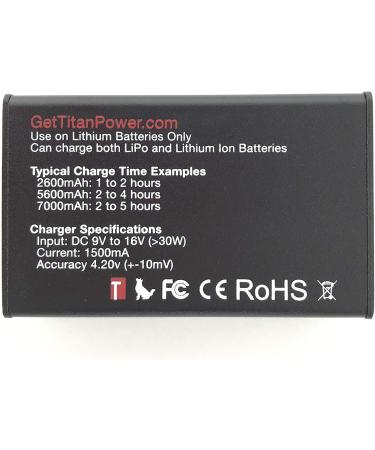 GetTitanPower.com
Use on Lithium Batteries Only
Can charge both LiPo and Lithium Ion Batteries
Typical Charge Time Examples
2600mAh: 1 to 2 hours
5600mAh: 2 to 4 hours
7000mAh: 2 to 5 hours
Charger Specifications
Input: DC 9V to 16V (>30W)
Current: 1500mA
Accuracy 4.20v (+-10mV)
T FC CE RoHS